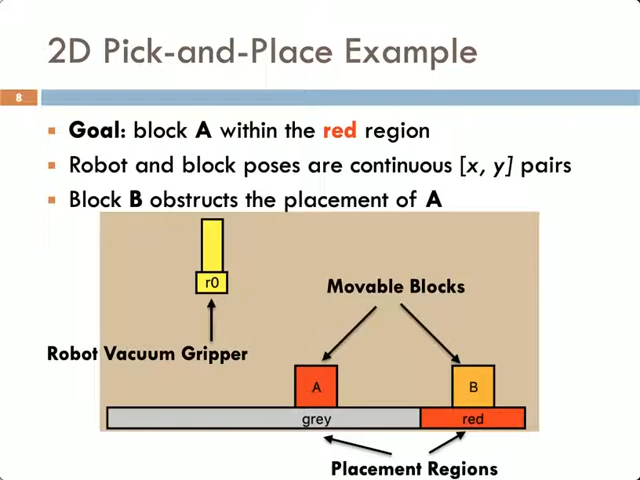 2D Pick-and-Place Example
8
Goal: block A within the red region
Robot and block poses are continuous [x, y] pairs
Block B obstructs the placement of A
r0
Movable Blocks
Robot Vacuum Gripper
A
B
grey
red
Placement Regions